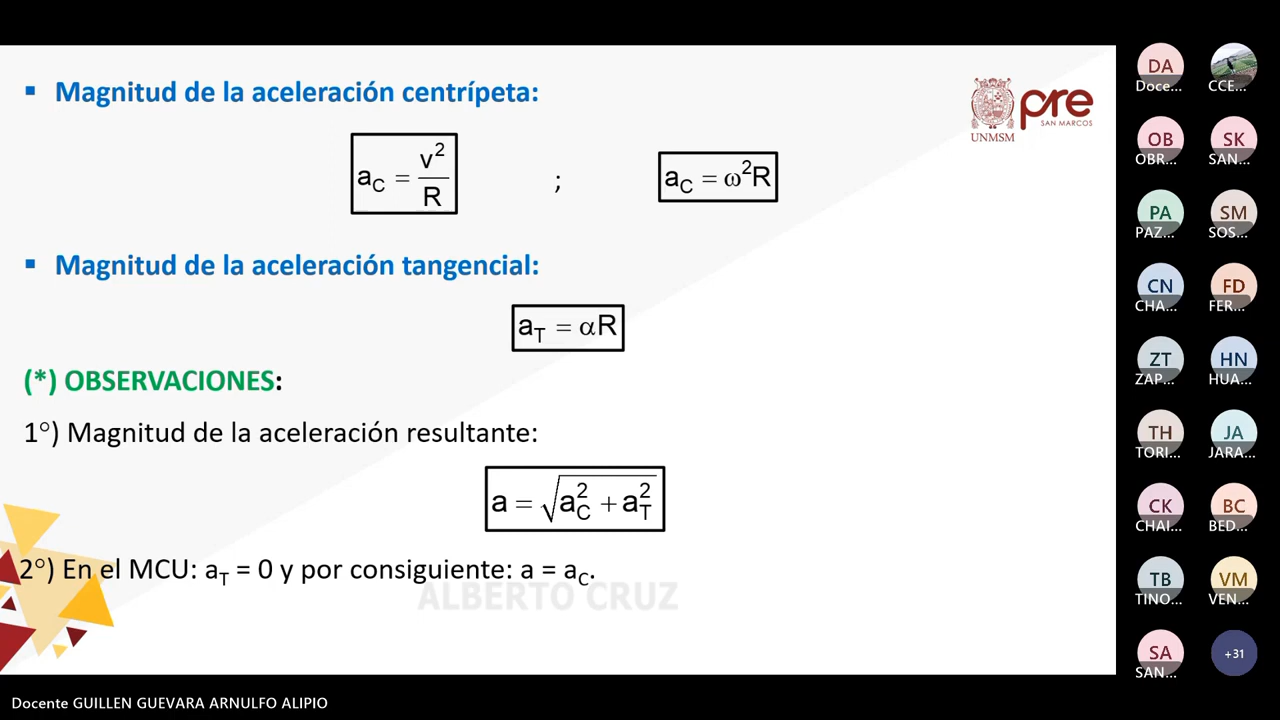 ▪ Magnitud de la aceleración centrípeta:
pre
SAN MARCOS
UNMSM
a_C = v²/R ; a_C = ω²R
▪ Magnitud de la aceleración tangencial:
a_T = αR
(*) OBSERVACIONES:
1°) Magnitud de la aceleración resultante:
a = √(a_C² + a_T²)
2°) En el MCU: a_T = 0 y por consiguiente: a = a_C.
ALBERTO CRUZ
DA
Doce...
CCE...
OB
OBR...
SK
SAN...
PA
PAZ...
SM
SOS...
CN
CHA...
FD
FER...
ZT
ZAP...
HN
HUA...
TH
TORI...
JA
JARA...
CK
CHAI...
BC
BED...
TB
TINO...
VM
VEN...
SA
SAN...
+31
Docente GUILLEN GUEVARA ARNULFO ALIPIO